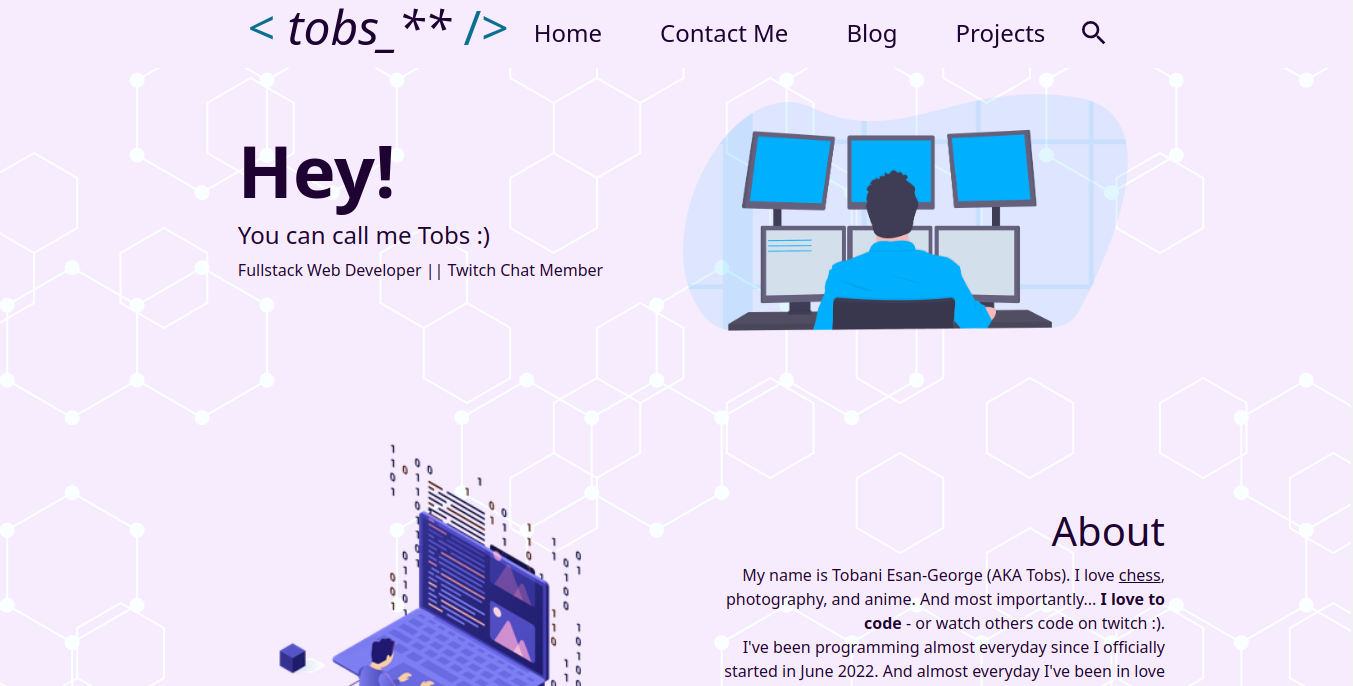 < tobs_** />
Home
Contact Me
Blog
Projects
Hey!
You can call me Tobs :)
Fullstack Web Developer || Twitch Chat Member
About
My name is Tobani Esan-George (AKA Tobs). I love chess,
photography, and anime. And most importantly... I love to
code - or watch others code on twitch :).
I've been programming almost everyday since I officially
started in June 2022. And almost everyday I've been in love